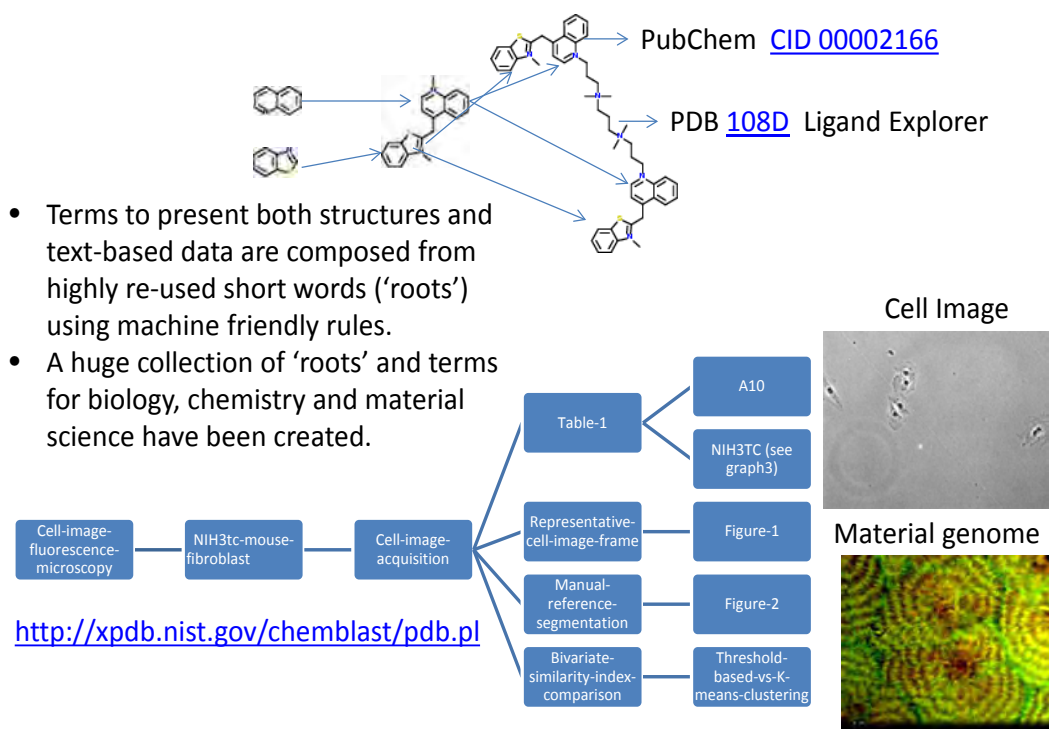 PubChem CID 00002166
PDB 108D Ligand Explorer
• Terms to present both structures and
text-based data are composed from
highly re-used short words (‘roots’)
using machine friendly rules.
• A huge collection of ‘roots’ and terms
for biology, chemistry and material
science have been created.
Cell-image-
fluorescence-
microscopy
NIH3tc-mouse-
fibroblast
Cell-image-
acquisition
Table-1
A10
NIHTC3 (see
graph3)
Representative-
cell-image-frame
Figure-1
Manual-
reference-
segmentation
Figure-2
Bivariate-
similarity-index-
comparison
Threshold-
based-vs-K-
means-clustering
http://xpdb.nist.gov/chemblast/pdb.pl
Cell Image
Material genome